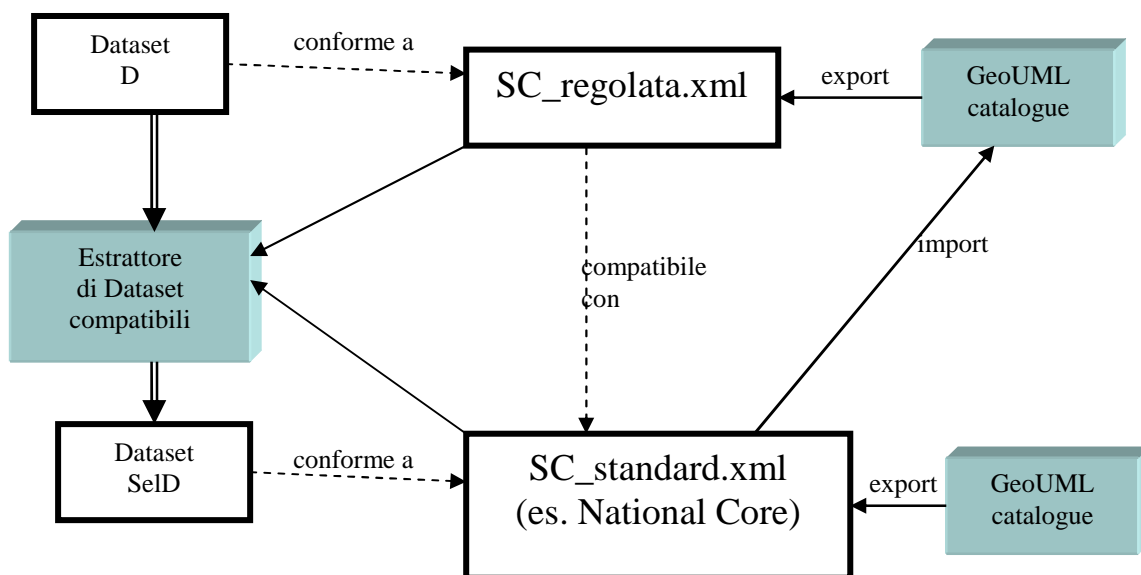 Dataset
D
conforme a
SC_regolata.xml
export
GeoUML
catalogue
Estrattore
di Dataset
compatibili
compatibile
con
import
Dataset
SelD
conforme a
SC_standard.xml
(es. National Core)
export
GeoUML
catalogue